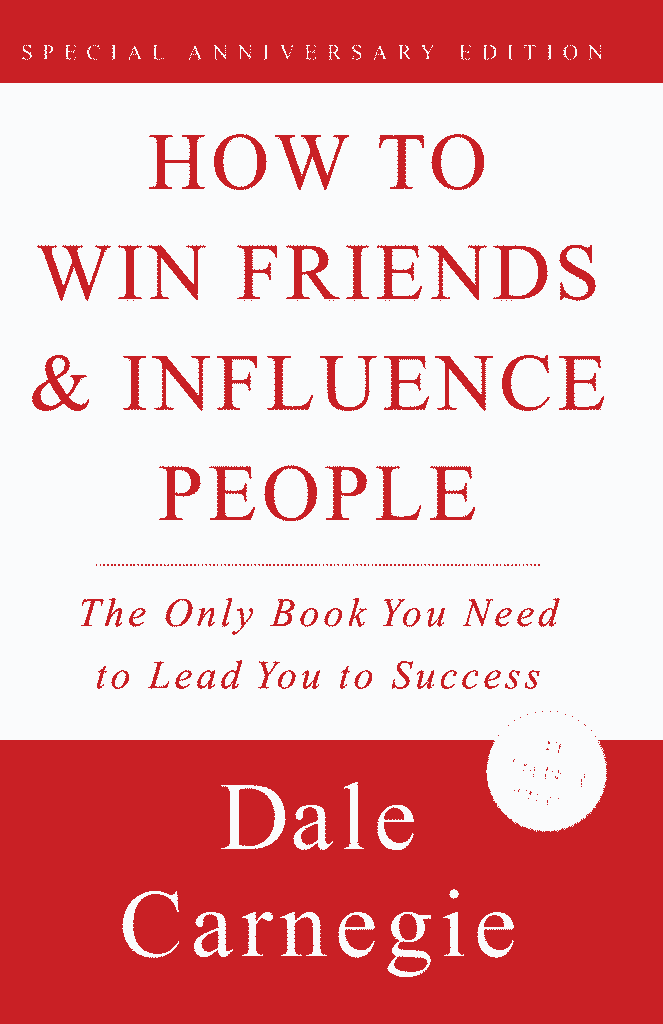 SPECIAL ANNIVERSARY EDITION
HOW TO
WIN FRIENDS
& INFLUENCE
PEOPLE
The Only Book You Need
to Lead You to Success
Dale
Carnegie